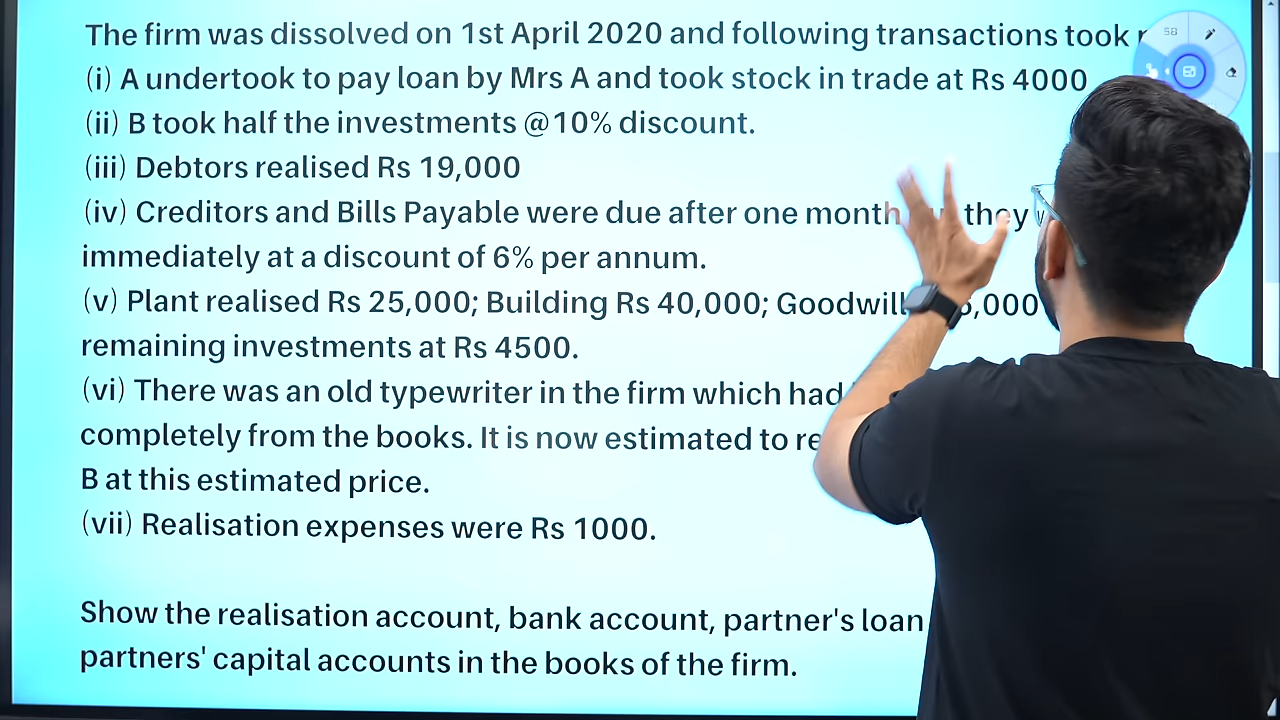 The firm was dissolved on 1st April 2020 and following transactions took
(i) A undertook to pay loan by Mrs A and took stock in trade at Rs 4000
(ii) B took half the investments @10% discount.
(iii) Debtors realised Rs 19,000
(iv) Creditors and Bills Payable were due after one month they
immediately at a discount of 6% per annum.
(v) Plant realised Rs 25,000; Building Rs 40,000; Goodwill ,000
remaining investments at Rs 4500.
(vi) There was an old typewriter in the firm which had
completely from the books. It is now estimated to
B at this estimated price.
(vii) Realisation expenses were Rs 1000.
Show the realisation account, bank account, partner's loan
partners' capital accounts in the books of the firm.
58